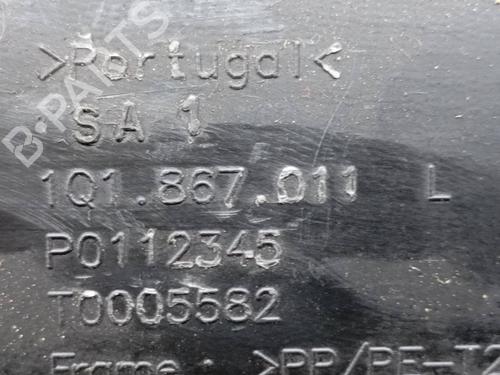 >Portugal<
SA 1
1Q1.867.011 L
P0112345
T0005582
Frame : >PP/PE-T2
B-PARTS